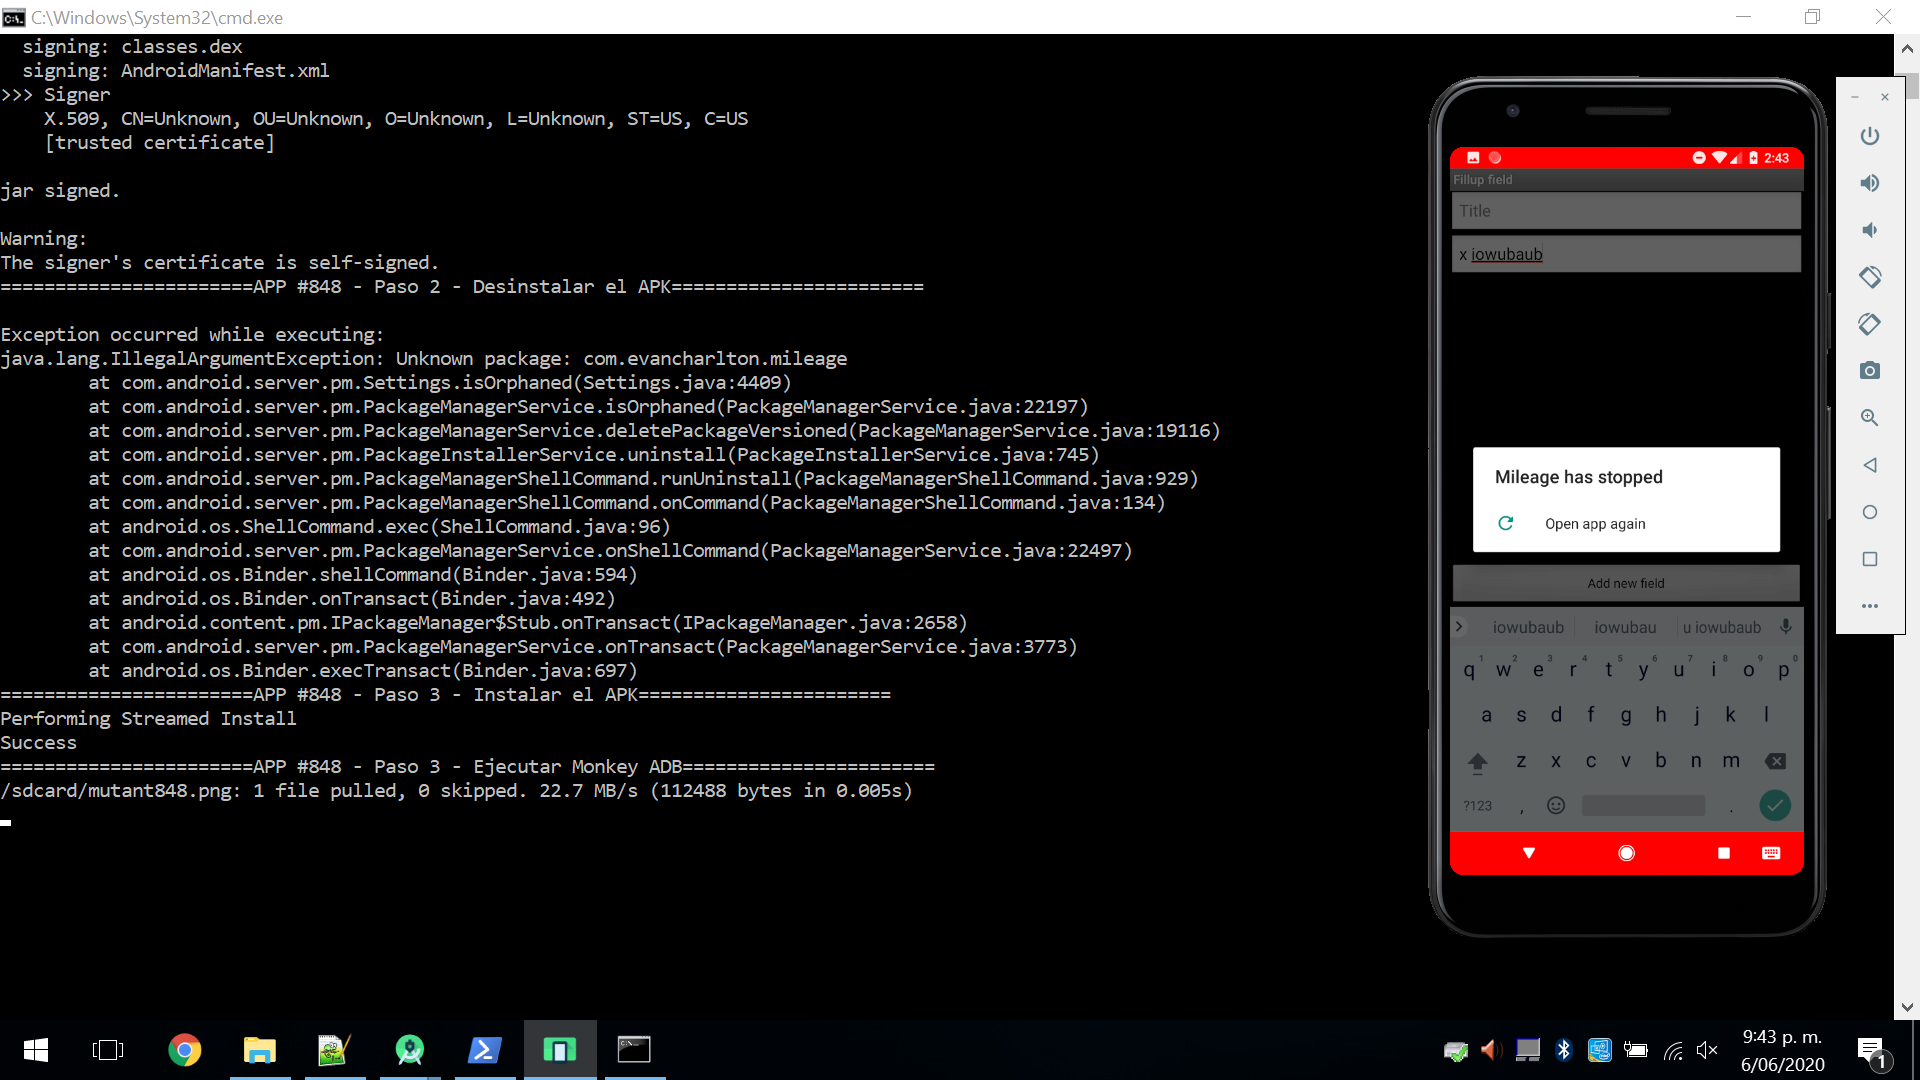 C:\Windows\System32\cmd.exe
signing: classes.dex
signing: AndroidManifest.xml
>>> Signer
X.509, CN=Unknown, OU=Unknown, O=Unknown, L=Unknown, ST=US, C=US
[trusted certificate]
jar signed.
Warning:
The signer's certificate is self-signed.
=======================APP #848 - Paso 2 - Desinstalar el APK=======================
Exception occurred while executing:
java.lang.IllegalArgumentException: Unknown package: com.evancharlton.mileage
at com.android.server.pm.Settings.isOrphaned(Settings.java:4409)
at com.android.server.pm.PackageManagerService.isOrphaned(PackageManagerService.java:22197)
at com.android.server.pm.PackageManagerService.deletePackageVersioned(PackageManagerService.java:19116)
at com.android.server.pm.PackageInstallerService.uninstall(PackageInstallerService.java:745)
at com.android.server.pm.PackageManagerShellCommand.runUninstall(PackageManagerShellCommand.java:929)
at com.android.server.pm.PackageManagerShellCommand.onCommand(PackageManagerShellCommand.java:134)
at android.os.ShellCommand.exec(ShellCommand.java:96)
at com.android.server.pm.PackageManagerService.onShellCommand(PackageManagerService.java:22497)
at android.os.Binder.shellCommand(Binder.java:594)
at android.os.Binder.onTransact(Binder.java:492)
at android.content.pm.IPackageManager$Stub.onTransact(IPackageManager.java:2658)
at com.android.server.pm.PackageManagerService.onTransact(PackageManagerService.java:3773)
at android.os.Binder.execTransact(Binder.java:697)
=======================APP #848 - Paso 3 - Instalar el APK=======================
Performing Streamed Install
Success
=======================APP #848 - Paso 3 - Ejecutar Monkey ADB=======================
/sdcard/mutant848.png: 1 file pulled, 0 skipped. 22.7 MB/s (112488 bytes in 0.005s)
2:43
Fillup field
Title
x iowubaub
Mileage has stopped
Open app again
Add new field
iowubaub iowubau u iowubaub
q1 w2 e3 r4 t5 y6 u7 i8 o9 p0
a s d f g h j k l
z x c v b n m
?123 , .
9:43 p. m.
6/06/2020
1